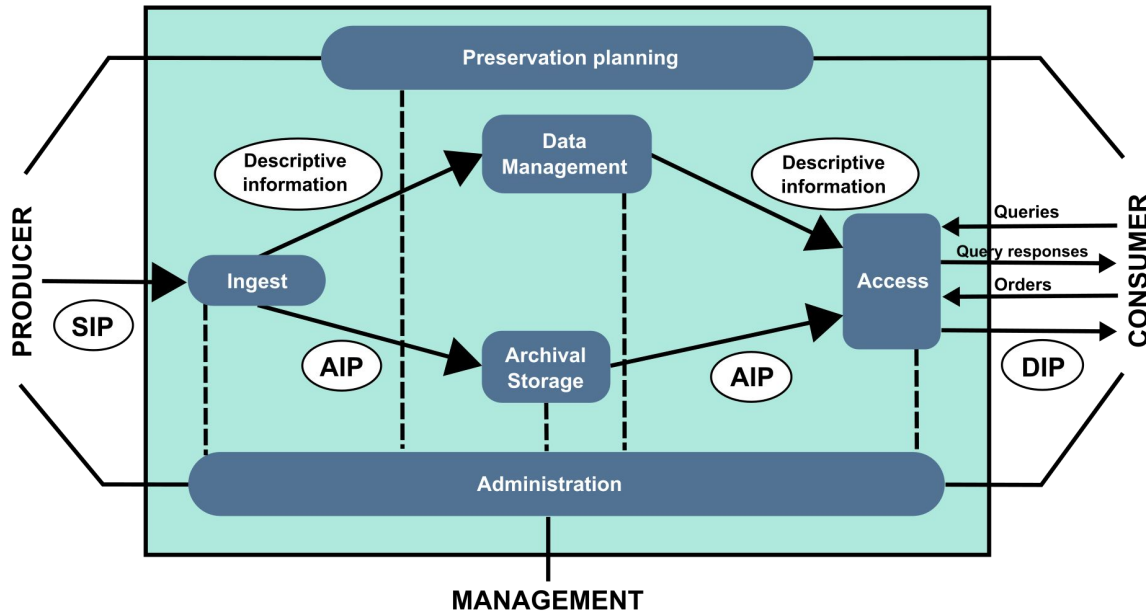 Preservation planning
Descriptive
information
Data
Management
Descriptive
information
Queries
Query responses
Orders
PRODUCER
SIP
Ingest
Access
CONSUMER
AIP
Archival
Storage
AIP
DIP
Administration
MANAGEMENT